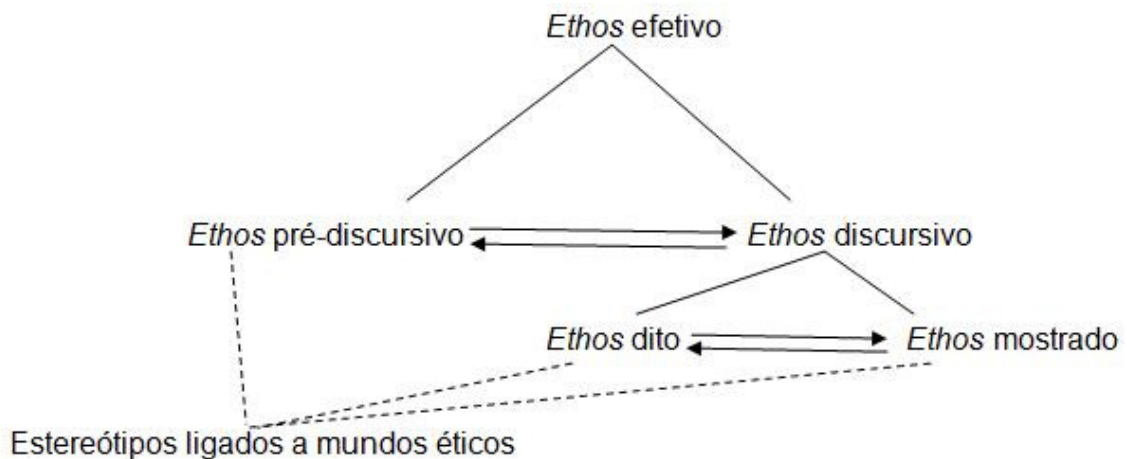 Ethos efetivo
Ethos pré-discursivo Ethos discursivo
Ethos dito Ethos mostrado
Estereótipos ligados a mundos éticos